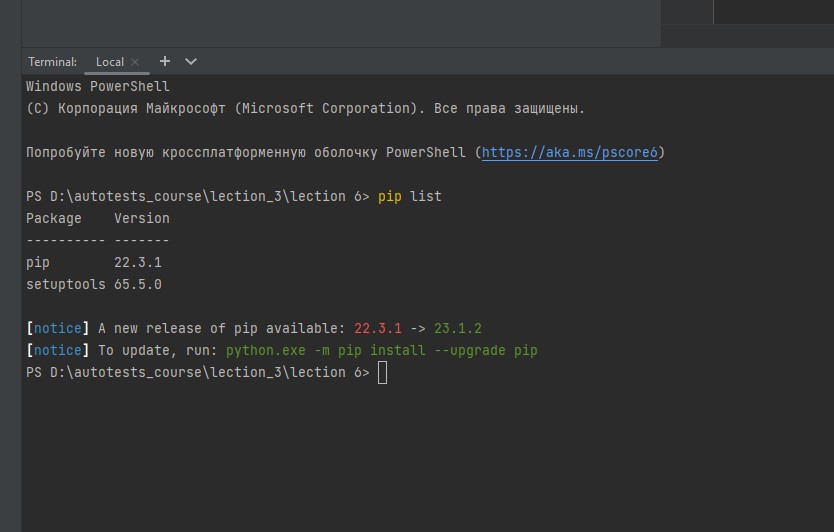 Terminal: Local
Windows PowerShell
(C) Корпорация Майкрософт (Microsoft Corporation). Все права защищены.
Попробуйте новую кроссплатформенную оболочку PowerShell (https://aka.ms/pscore6)
PS D:\autotests_course\lection_3\lection 6> pip list
Package    Version
---------- -------
pip        22.3.1
setuptools 65.5.0
[notice] A new release of pip available: 22.3.1 -> 23.1.2
[notice] To update, run: python.exe -m pip install --upgrade pip
PS D:\autotests_course\lection_3\lection 6>